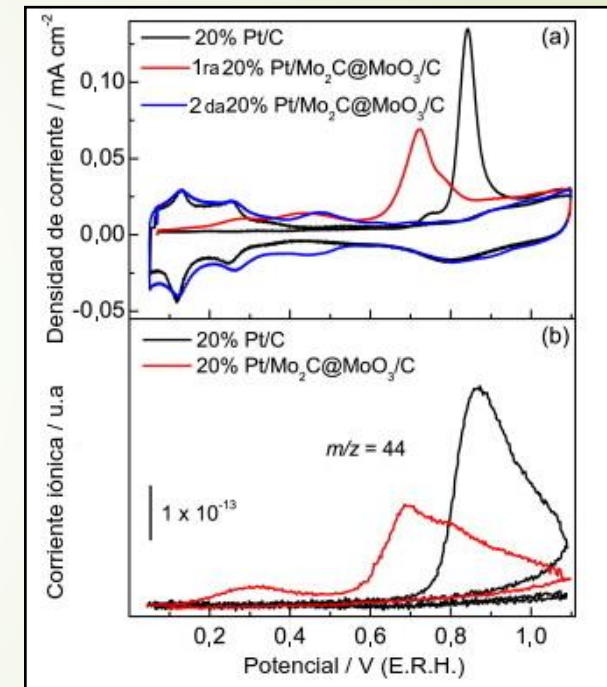 Densidad de corriente / mA cm⁻²
0,10
0,05
0,00
-0,05
20% Pt/C
1ra 20% Pt/Mo₂C@MoO₃/C
2 da 20% Pt/Mo₂C@MoO₃/C
(a)
Corriente iónica / u.a
20% Pt/C
20% Pt/Mo₂C@MoO₃/C
(b)
m/z = 44
1 x 10⁻¹³
0,2 0,4 0,6 0,8 1,0
Potencial / V (E.R.H.)